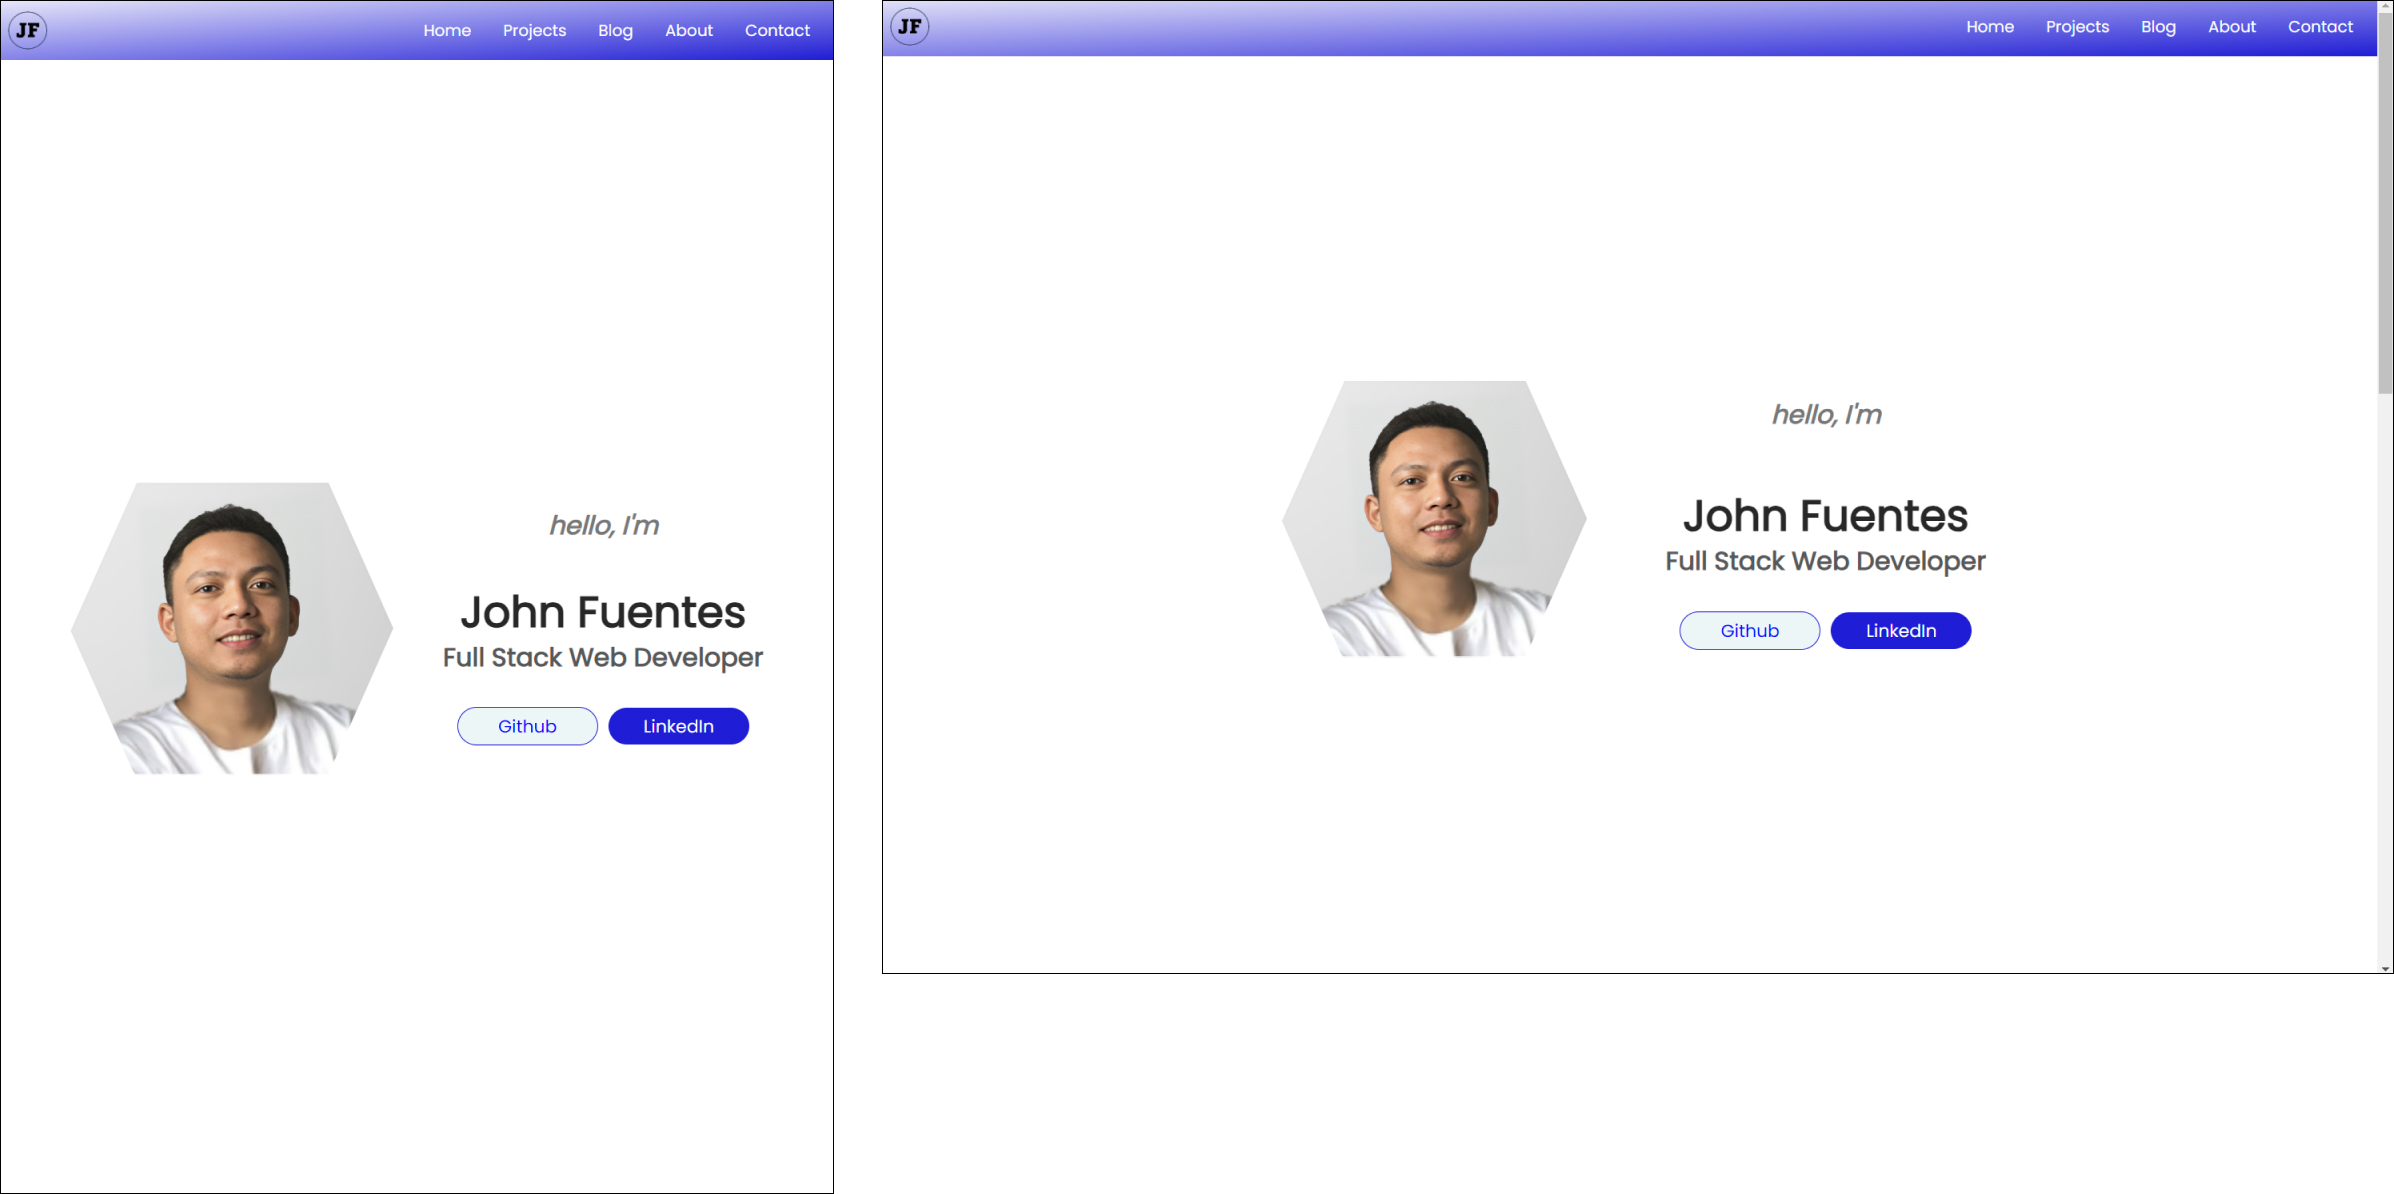 JF
Home Projects Blog About Contact
hello, I'm
John Fuentes
Full Stack Web Developer
Github LinkedIn
JF
Home Projects Blog About Contact
hello, I'm
John Fuentes
Full Stack Web Developer
Github LinkedIn